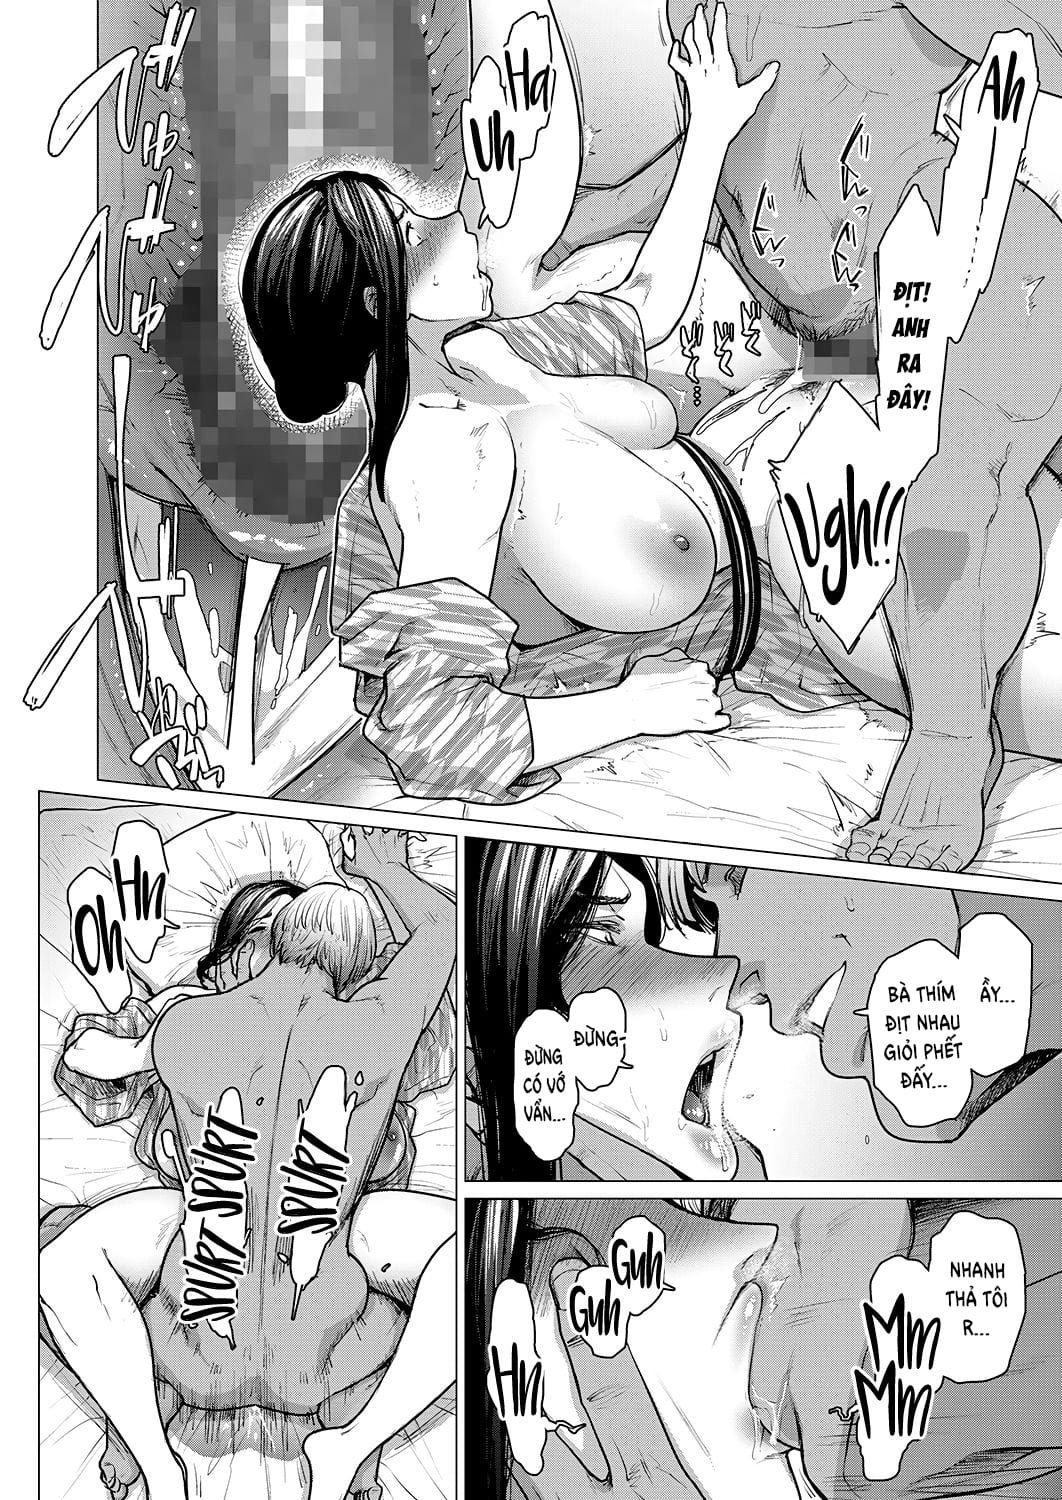 Ah
ĐỊT!
ANH
RA
ĐÂY!
Ha
Uh
Ugh!!
ẦY...
BÀ THÍM
ĐỊT NHAU
GIỎI PHẾT
ĐẤY...
ĐỪNG-
ĐỪNG
CÓ VỚ
VẨN...
Hn
Oh
SPURT
SPURT SPURT
NHANH
THẢ TÔI
R...
Mm
Mm
Guh
Guh
Hn